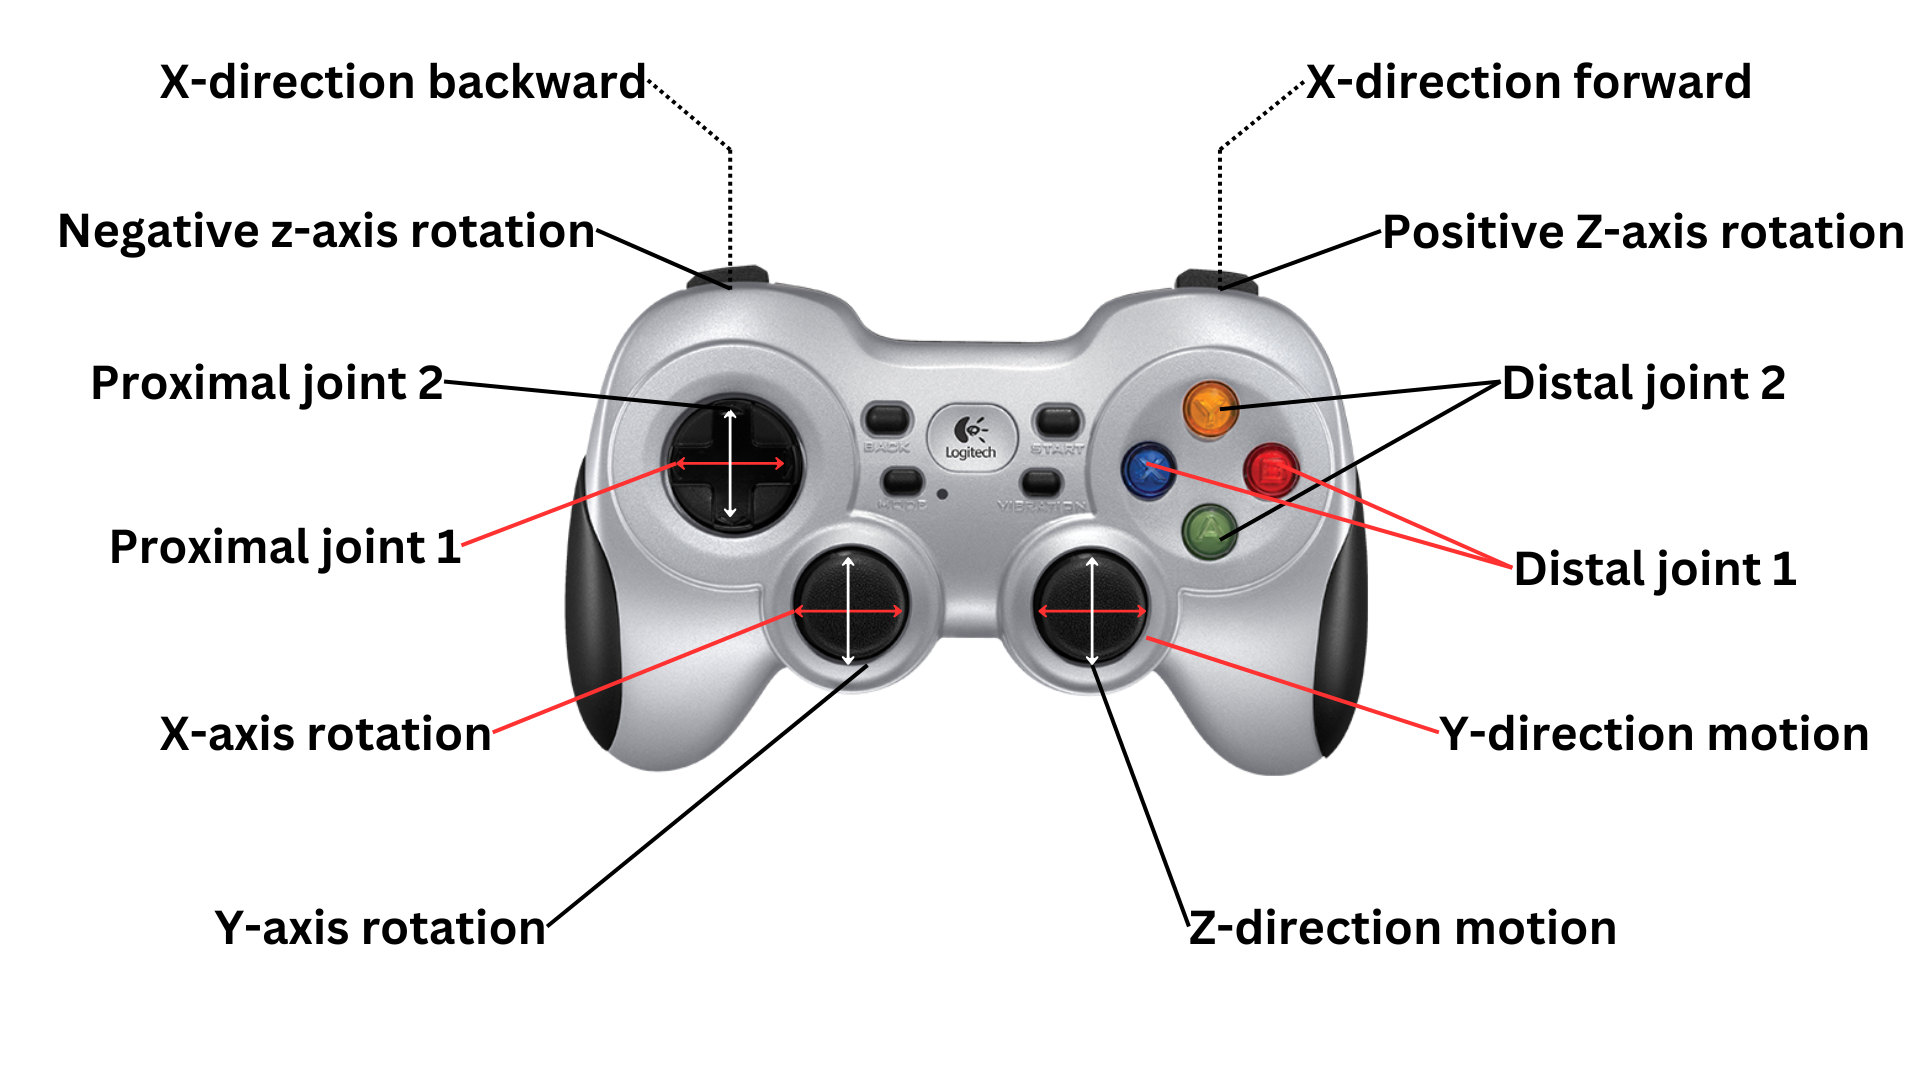 X-direction backward
X-direction forward
Negative z-axis rotation
Positive Z-axis rotation
Proximal joint 2
Distal joint 2
Y
BACK
Logitech
START
X
B
MODE
VIBRATION
A
Proximal joint 1
Distal joint 1
X-axis rotation
Y-direction motion
Y-axis rotation
Z-direction motion